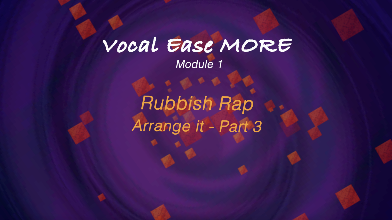 Vocal Ease MORE
Module 1
Rubbish Rap
Arrange it - Part 3